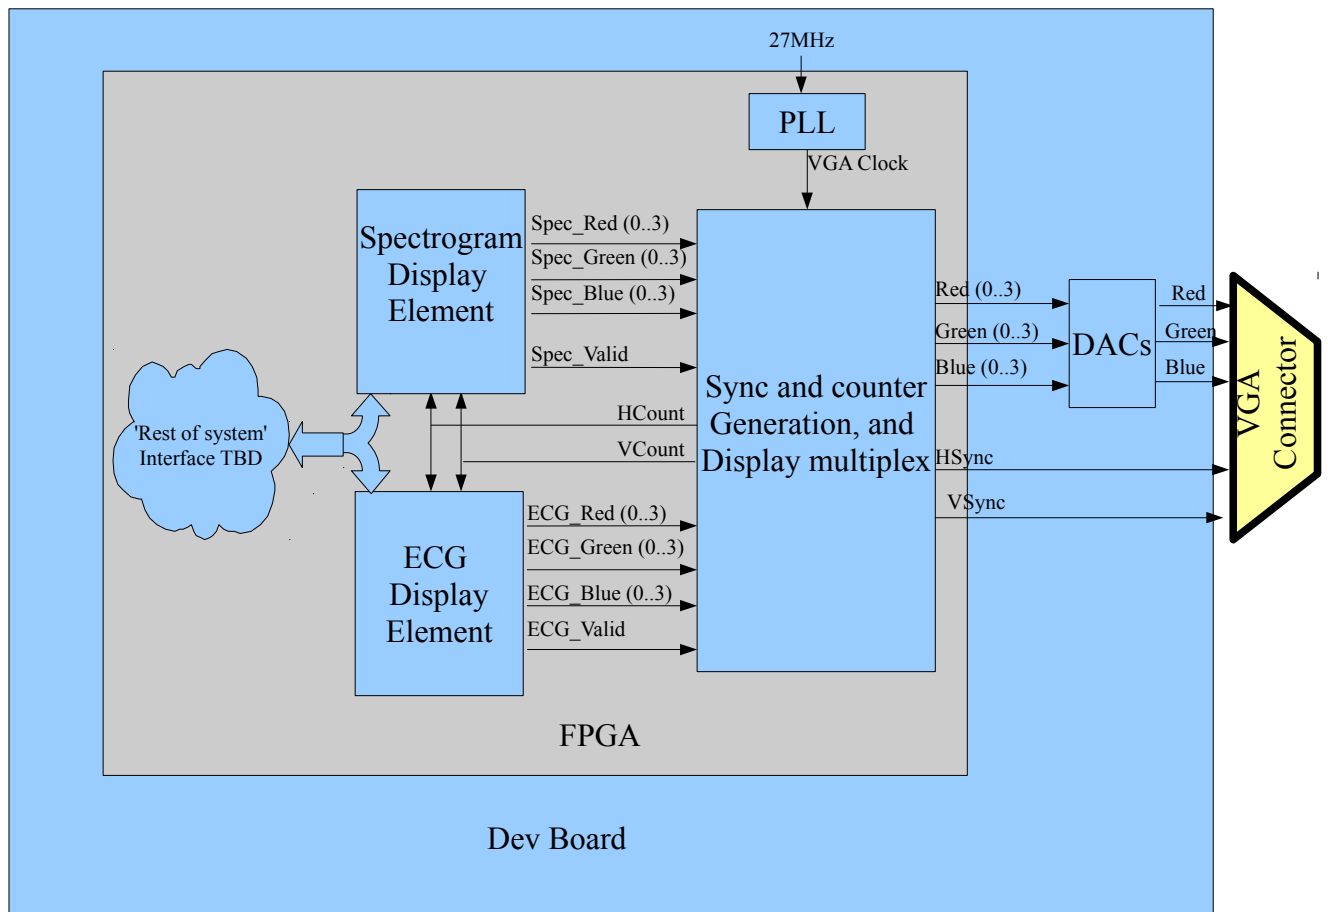 27MHz
PLL
VGA Clock
Spectrogram
Display
Element
Spec_Red (0..3)
Spec_Green (0..3)
Spec_Blue (0..3)
Spec_Valid
HCount
VCount
'Rest of system'
Interface TBD
ECG
Display
Element
ECG_Red (0..3)
ECG_Green (0..3)
ECG_Blue (0..3)
ECG_Valid
Sync and counter
Generation, and
Display multiplex
Red (0..3)
Green (0..3)
Blue (0..3)
HSync
VSync
DACs
Red
Green
Blue
VGA
Connector
FPGA
Dev Board